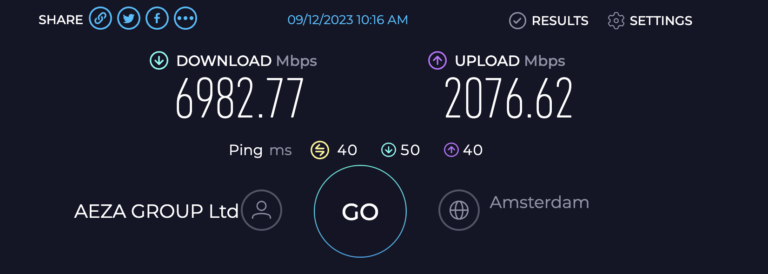 SHARE 09/12/2023 10:16 AM RESULTS SETTINGS
DOWNLOAD Mbps UPLOAD Mbps
6982.77 2076.62
Ping ms 40 50 40
AEZA GROUP Ltd GO Amsterdam